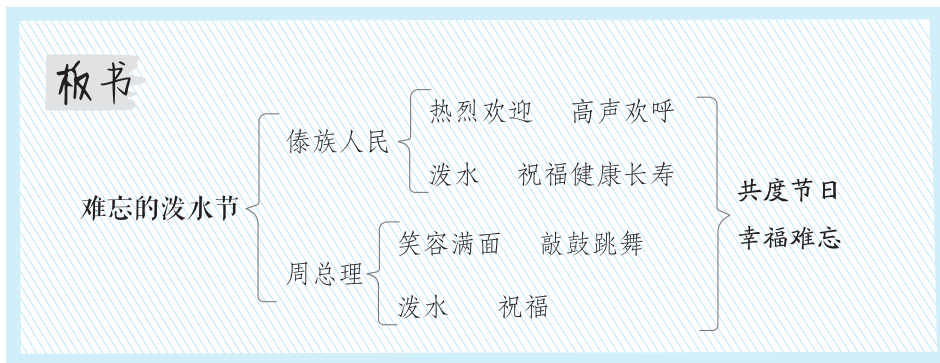 板书
难忘的泼水节
傣族人民
热烈欢迎 高声欢呼
泼水 祝福健康长寿
周总理
笑容满面 敲鼓跳舞
泼水 祝福
共度节日
幸福难忘